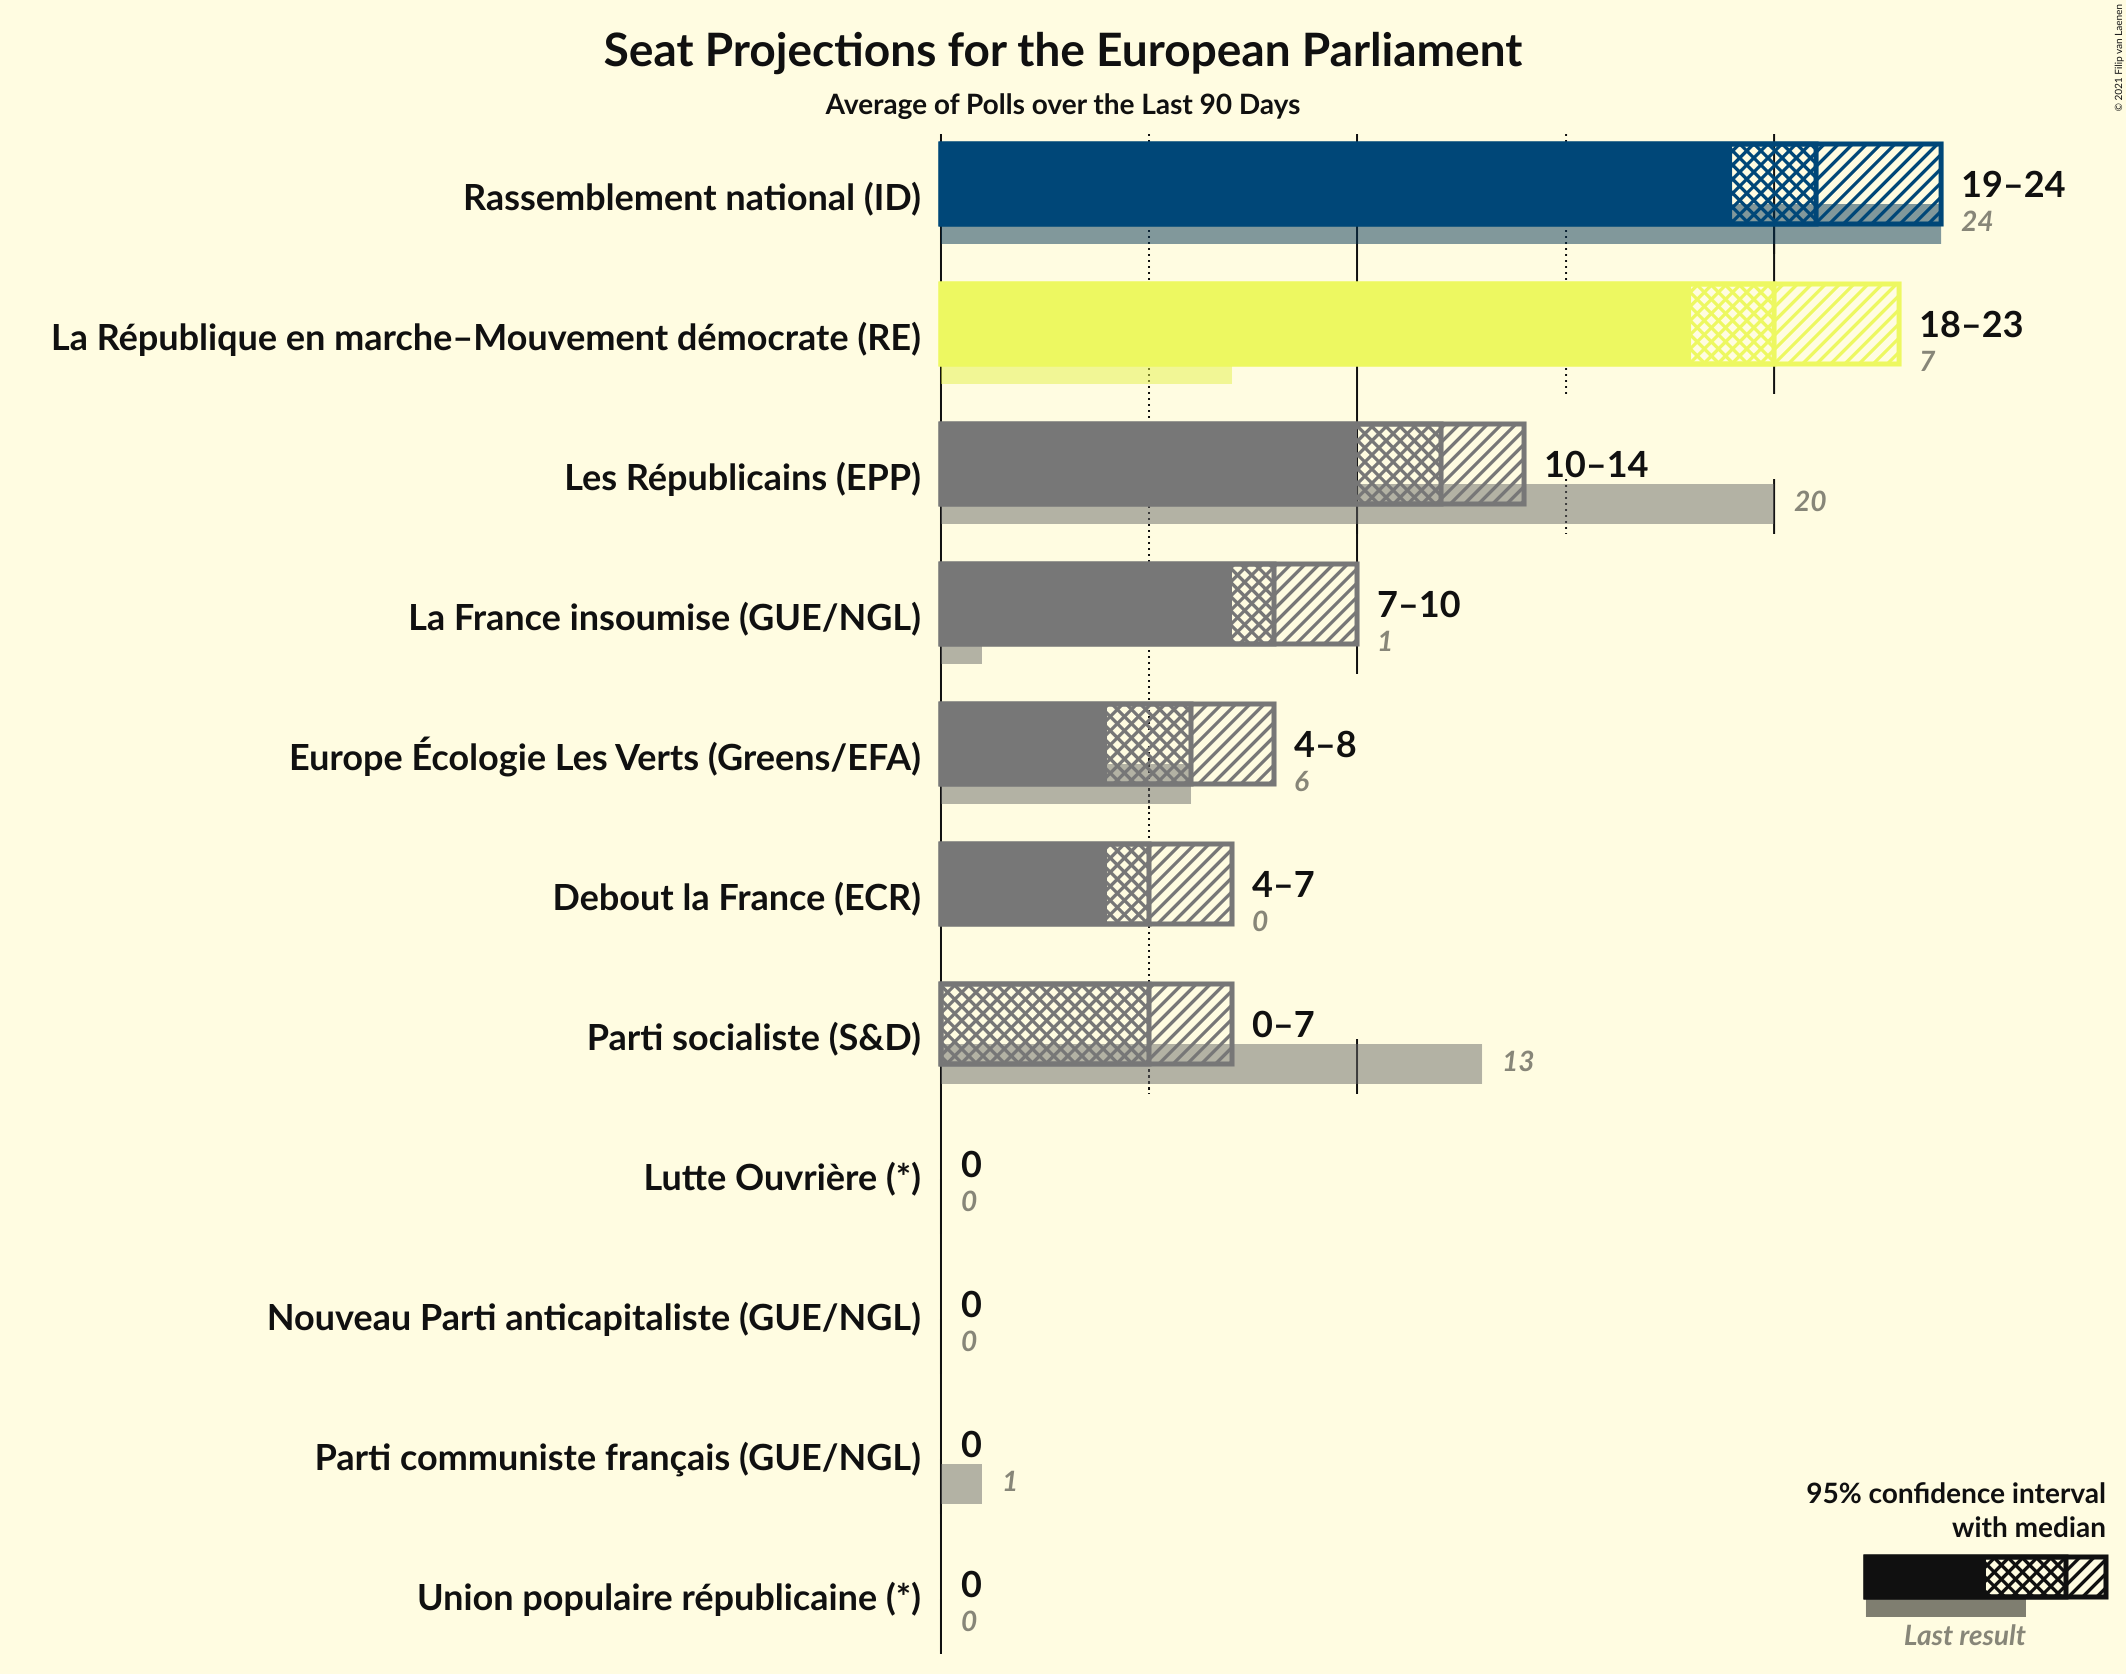 Seat Projections for the European Parliament
Average of Polls over the Last 90 Days
© 2021 Filip van Laenen
Rassemblement national (ID)
19–24
24
La République en marche–Mouvement démocrate (RE)
18–23
7
Les Républicains (EPP)
10–14
20
La France insoumise (GUE/NGL)
7–10
1
Europe Écologie Les Verts (Greens/EFA)
4–8
6
Debout la France (ECR)
4–7
0
Parti socialiste (S&D)
0–7
13
Lutte Ouvrière (*)
0
0
Nouveau Parti anticapitaliste (GUE/NGL)
0
0
Parti communiste français (GUE/NGL)
0
1
Union populaire républicaine (*)
0
0
95% confidence interval
with median
Last result